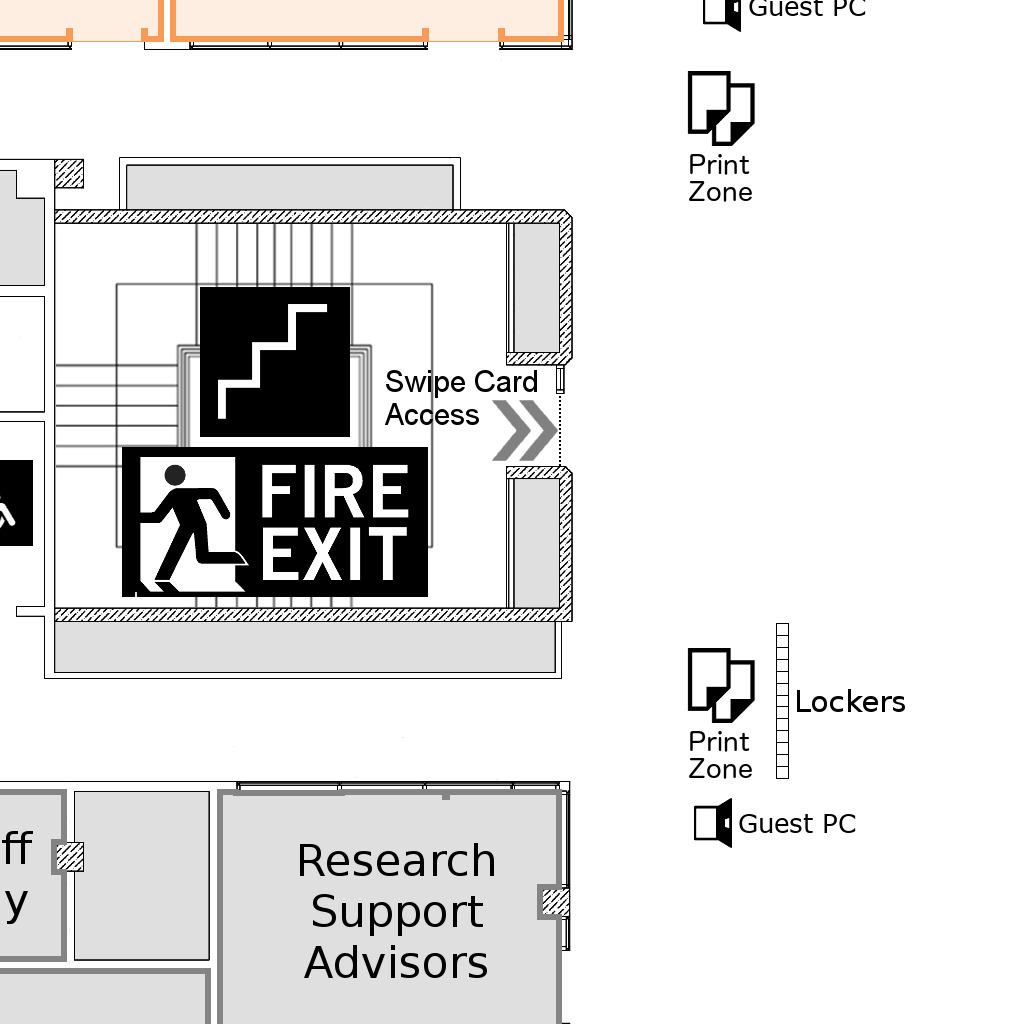 Guest PC
Print
Zone
Swipe Card
Access
FIRE
EXIT
Print
Zone
Lockers
Guest PC
ff
y
Research
Support
Advisors